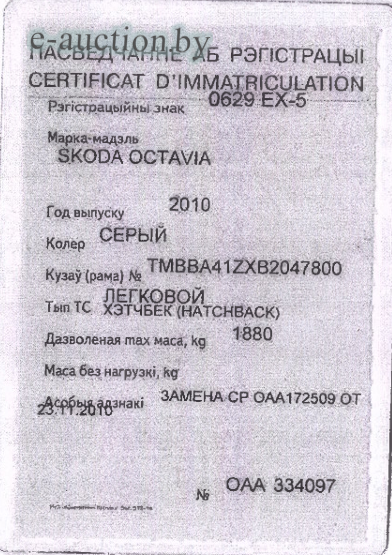 e-auction.by
ПАСВЕДЧАННЕ АБ РЭГІСТРАЦЫІ
CERTIFICAT D'IMMATRICULATION
Рэгістрацыйны знак 0629 EX-5
Марка-мадэль
SKODA OCTAVIA
Год выпуску 2010
Колер СЕРЫЙ
Кузаў (рама) № TMBBA41ZXB2047800
Тып ТС ЛЕГКОВОЙ
ХЭТЧБЕК (HATCHBACK)
Дазволеная max маса, kg 1880
Маса без нагрузкі, kg
Асобыя адзнакі ЗАМЕНА СР ОАА172509 ОТ
23.11.2010
№ ОАА 334097